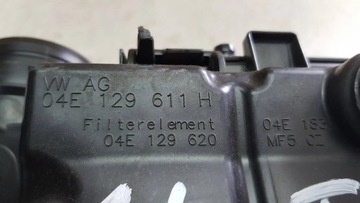 VW AG
04E 129 611 H
Filterelement 04E 183
04E 129 620 MF5 CZ